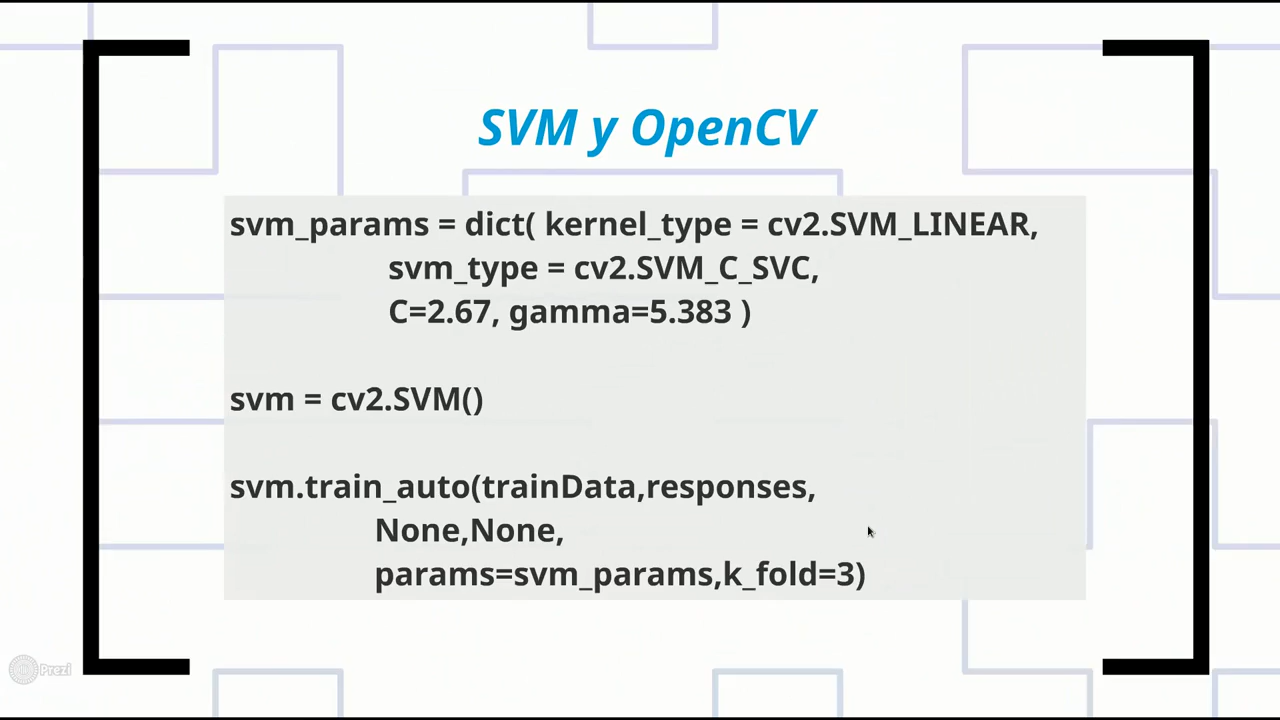 SVM y OpenCV
svm_params = dict( kernel_type = cv2.SVM_LINEAR,
svm_type = cv2.SVM_C_SVC,
C=2.67, gamma=5.383 )
svm = cv2.SVM()
svm.train_auto(trainData,responses,
None,None,
params=svm_params,k_fold=3)
Prezi